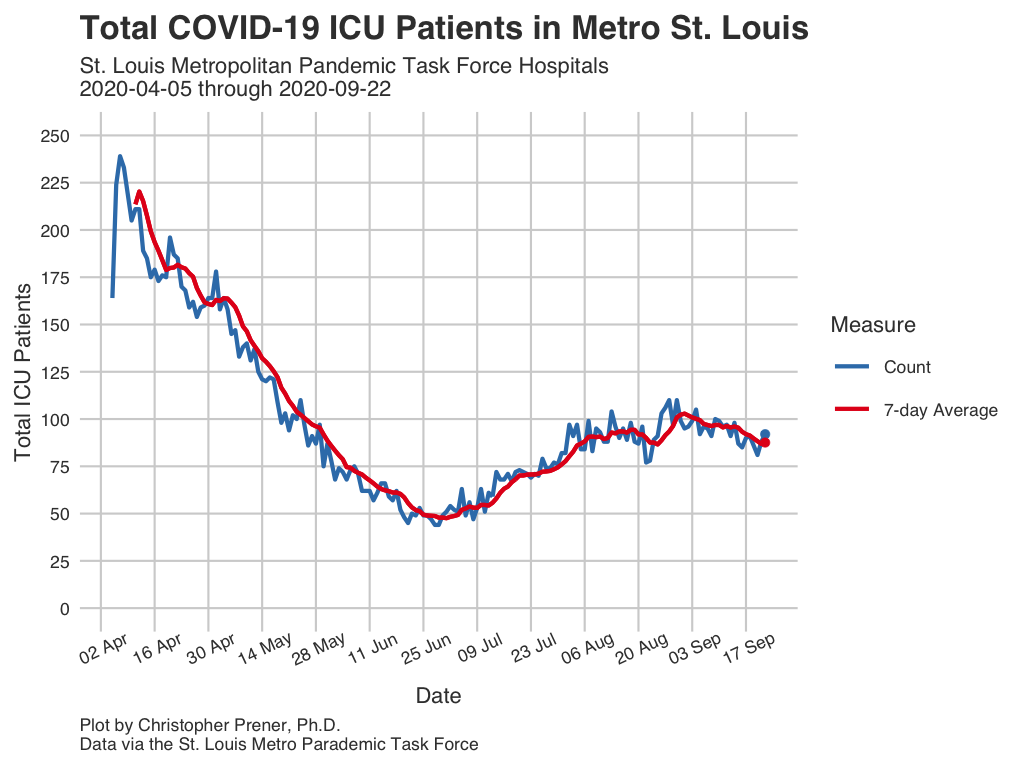 Total COVID-19 ICU Patients in Metro St. Louis
St. Louis Metropolitan Pandemic Task Force Hospitals
2020-04-05 through 2020-09-22
250
225
200
175
150
125
100
75
50
25
0
Total ICU Patients
02 Apr
16 Apr
30 Apr
14 May
28 May
11 Jun
25 Jun
09 Jul
23 Jul
06 Aug
20 Aug
03 Sep
17 Sep
Date
Measure
Count
7-day Average
Plot by Christopher Prener, Ph.D.
Data via the St. Louis Metro Parademic Task Force